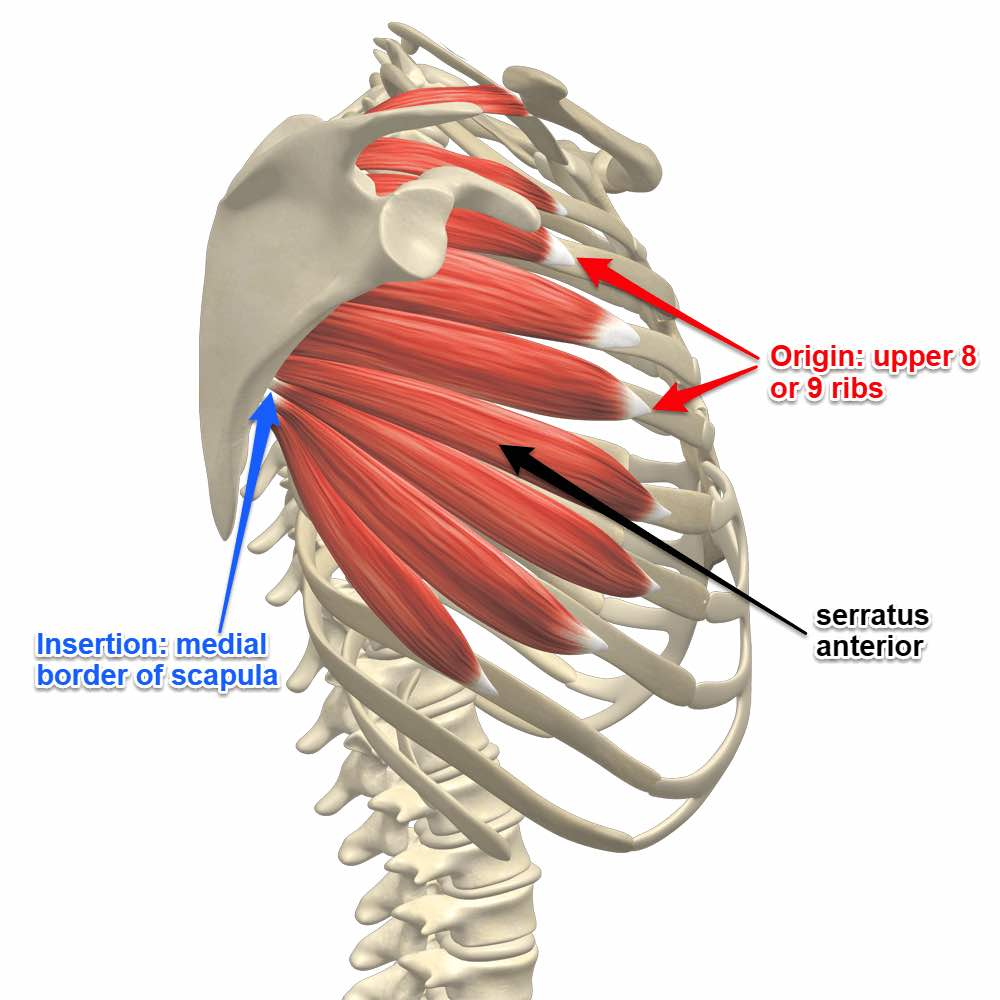 Origin: upper 8
or 9 ribs
serratus
anterior
Insertion: medial
border of scapula